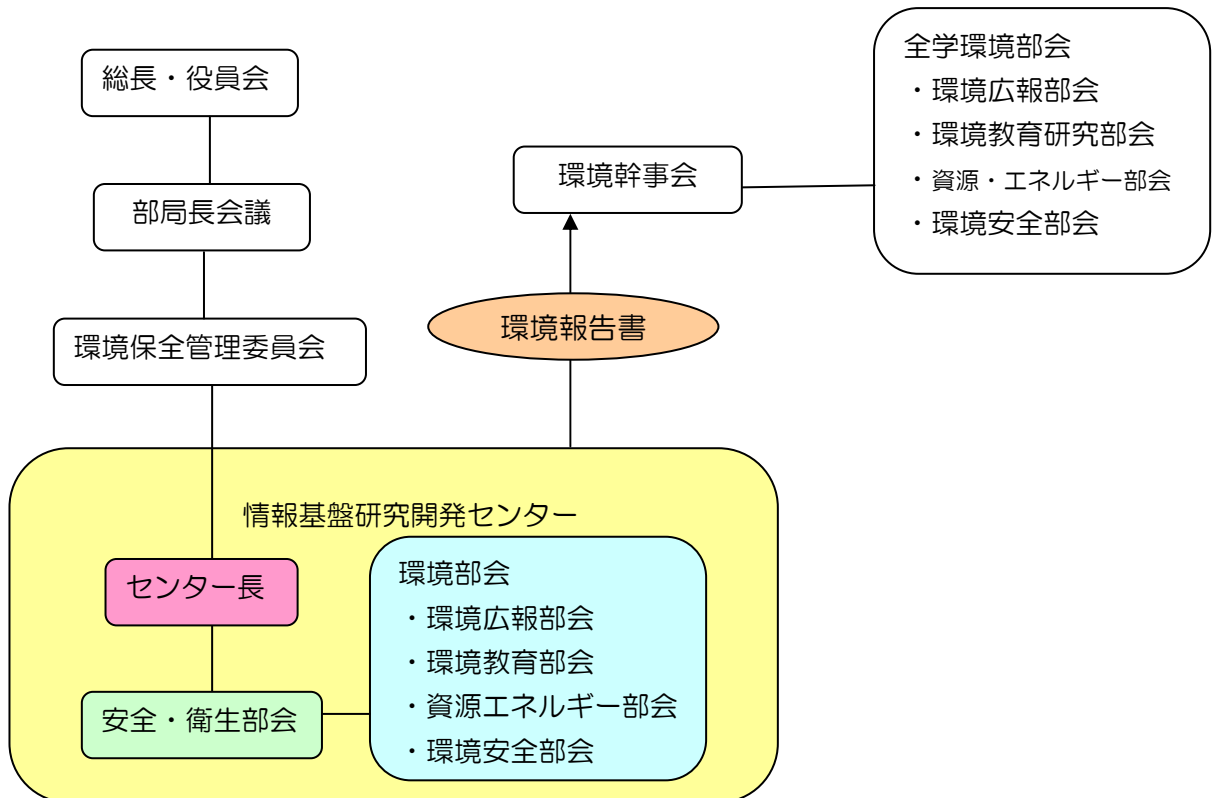 総長・役員会
部局長会議
環境保全管理委員会
環境幹事会
全学環境部会
・環境広報部会
・環境教育研究部会
・資源・エネルギー部会
・環境安全部会
環境報告書
情報基盤研究開発センター
センター長
安全・衛生部会
環境部会
・環境広報部会
・環境教育部会
・資源エネルギー部会
・環境安全部会